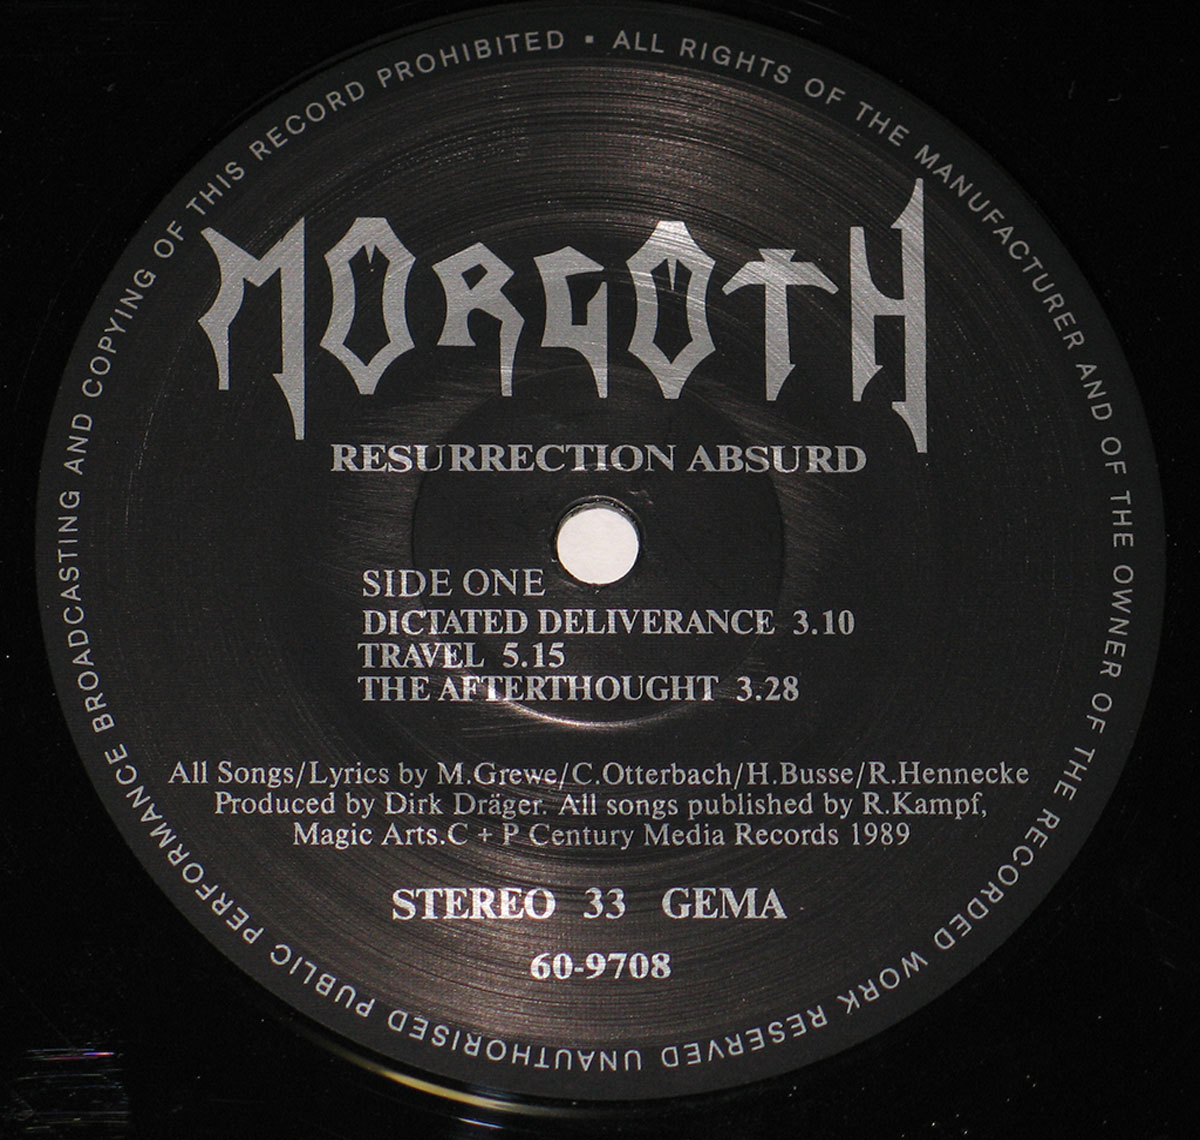 MORGOTH
RESURRECTION ABSURD
SIDE ONE
DICTATED DELIVERANCE 3.10
TRAVEL 5.15
THE AFTERTHOUGHT 3.28
All Songs/Lyrics by M.Grewe/C.Otterbach/H.Busse/R.Hennecke
Produced by Dirk Dräger. All songs published by R.Kampf,
Magic Arts.C + P Century Media Records 1989
STEREO 33 GEMA
60-9708
▪ ALL RIGHTS OF THE MANUFACTURER AND OF THE OWNER OF THE RECORDED WORK RESERVED UNAUTHORISED PUBLIC PERFORMANCE BROADCASTING AND COPYING OF THIS RECORD PROHIBITED